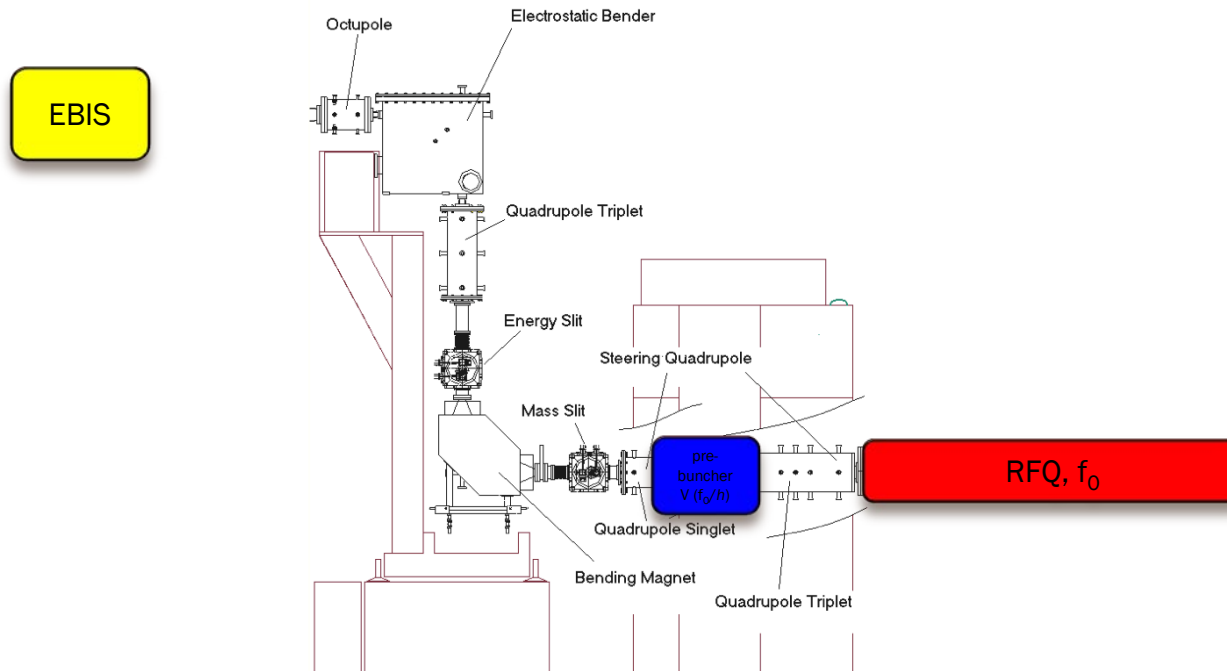 Octupole
Electrostatic Bender
EBIS
Quadrupole Triplet
Energy Slit
Steering Quadrupole
Mass Slit
pre-
buncher
V (f₀/h)
RFQ, f₀
Quadrupole Singlet
Bending Magnet
Quadrupole Triplet